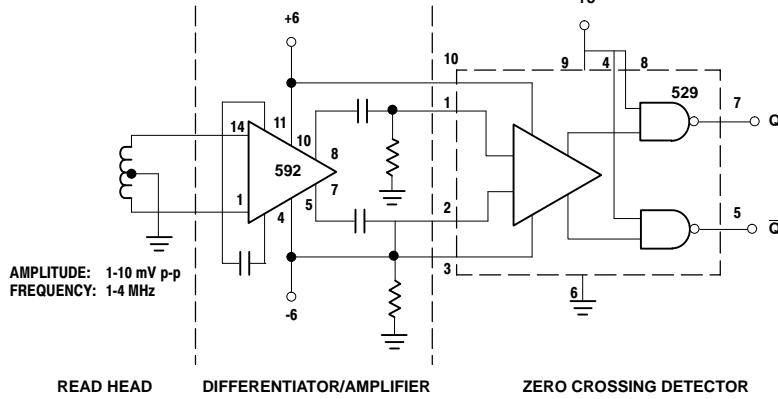 +6
10
9 4 8
529
1
7
Q
11
14
10
8
592
7
1
5
2
4
5
Q
3
AMPLITUDE: 1-10 mV p-p
FREQUENCY: 1-4 MHz
-6
6
READ HEAD
DIFFERENTIATOR/AMPLIFIER
ZERO CROSSING DETECTOR